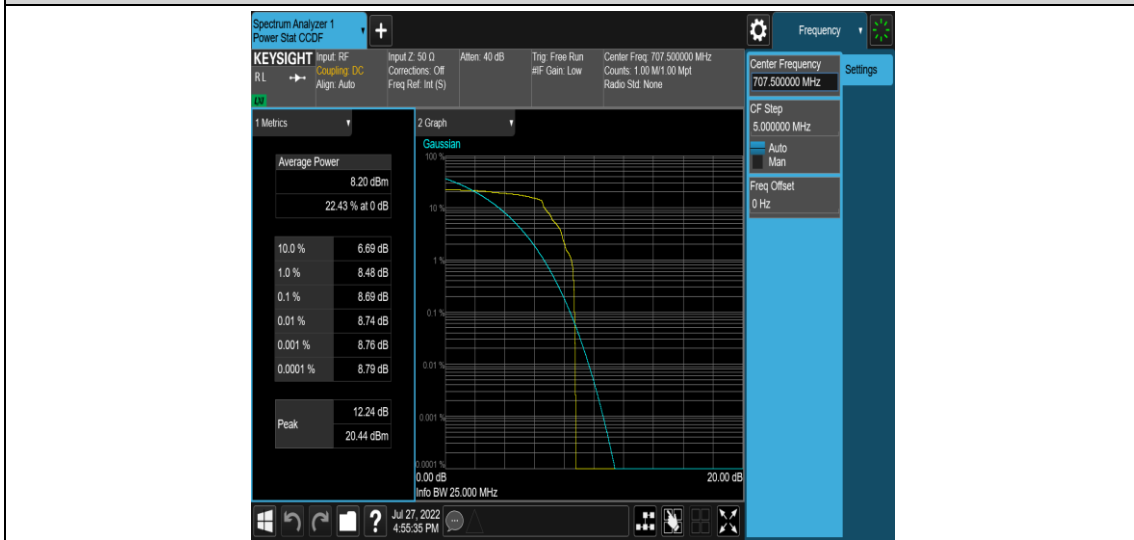 Spectrum Analyzer 1
Power Stat CCDF
Frequency
KEYSIGHT
RL
LXI
Input: RF
Coupling: DC
Align: Auto
Input Z: 50 Ω
Corrections: Off
Freq Ref: Int (S)
Atten: 40 dB
Trig: Free Run
#IF Gain: Low
Center Freq: 707.500000 MHz
Counts: 1.00 M/1.00 Mpt
Radio Std: None
Center Frequency
707.500000 MHz
Settings
CF Step
5.000000 MHz
Auto
Man
Freq Offset
0 Hz
1 Metrics
Average Power
8.20 dBm
22.43 % at 0 dB
10.0 % 6.69 dB
1.0 % 8.48 dB
0.1 % 8.69 dB
0.01 % 8.74 dB
0.001 % 8.76 dB
0.0001 % 8.79 dB
Peak
12.24 dB
20.44 dBm
2 Graph
Gaussian
100 %
10 %
1 %
0.1 %
0.01 %
0.001 %
0.0001 %
0.00 dB 20.00 dB
Info BW 25.000 MHz
?
Jul 27, 2022
4:55:35 PM